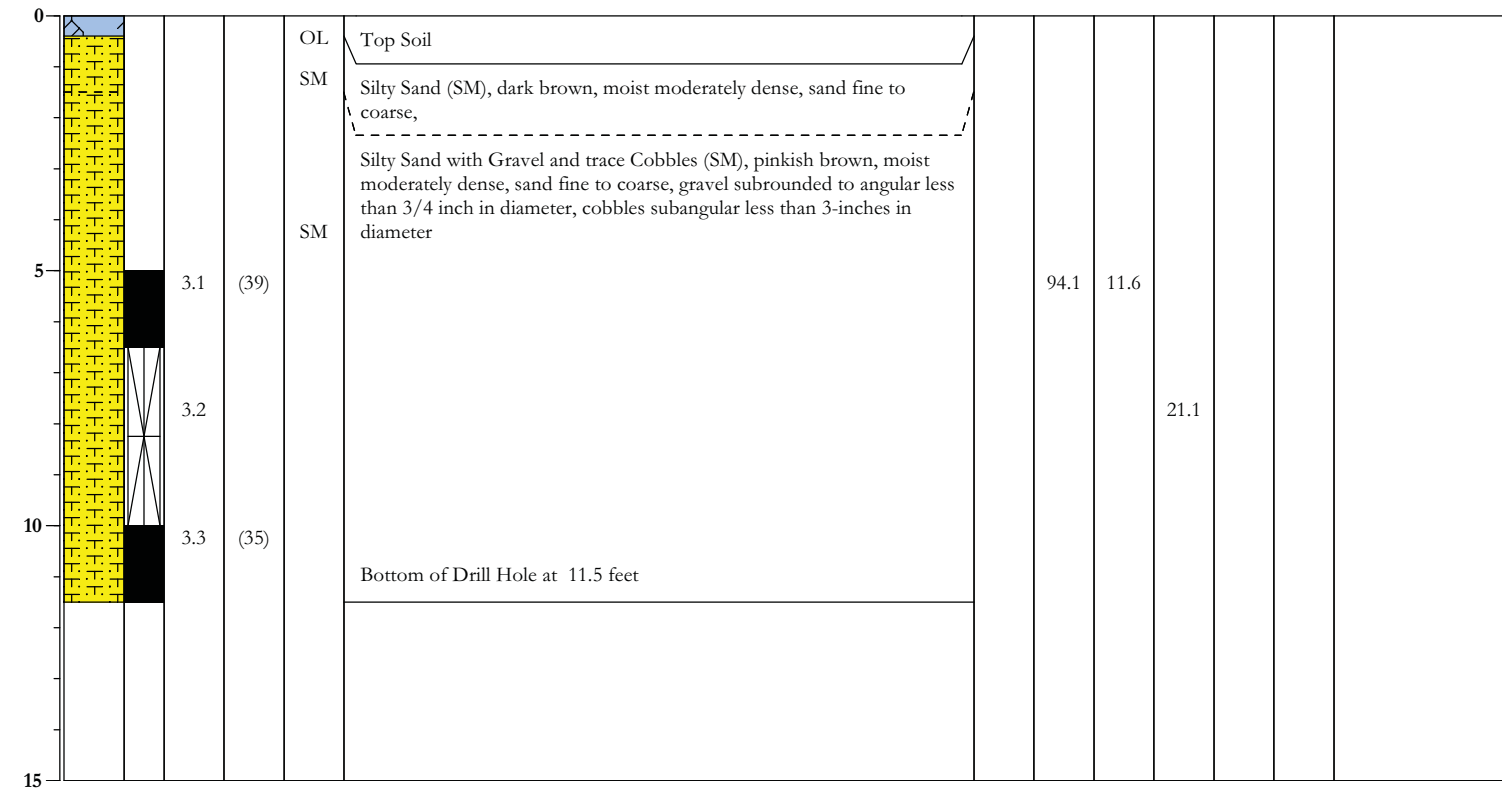 0
OL
Top Soil
SM
Silty Sand (SM), dark brown, moist moderately dense, sand fine to
coarse,
Silty Sand with Gravel and trace Cobbles (SM), pinkish brown, moist
moderately dense, sand fine to coarse, gravel subrounded to angular less
than 3/4 inch in diameter, cobbles subangular less than 3-inches in
SM
diameter
5
3.1 (39) 94.1 11.6
3.2 21.1
10
3.3 (35)
Bottom of Drill Hole at 11.5 feet
15